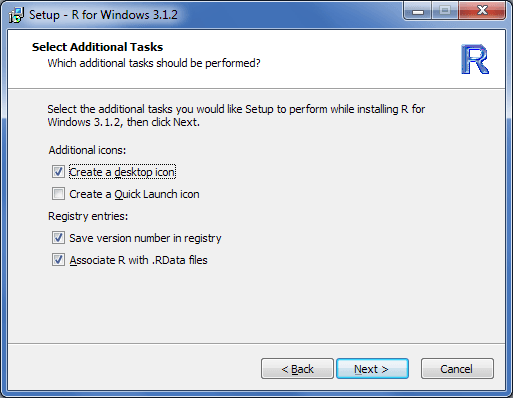 Setup - R for Windows 3.1.2
Select Additional Tasks
Which additional tasks should be performed?
R
Select the additional tasks you would like Setup to perform while installing R for
Windows 3.1.2, then click Next.
Additional icons:
Create a desktop icon
Create a Quick Launch icon
Registry entries:
Save version number in registry
Associate R with .RData files
< Back
Next >
Cancel